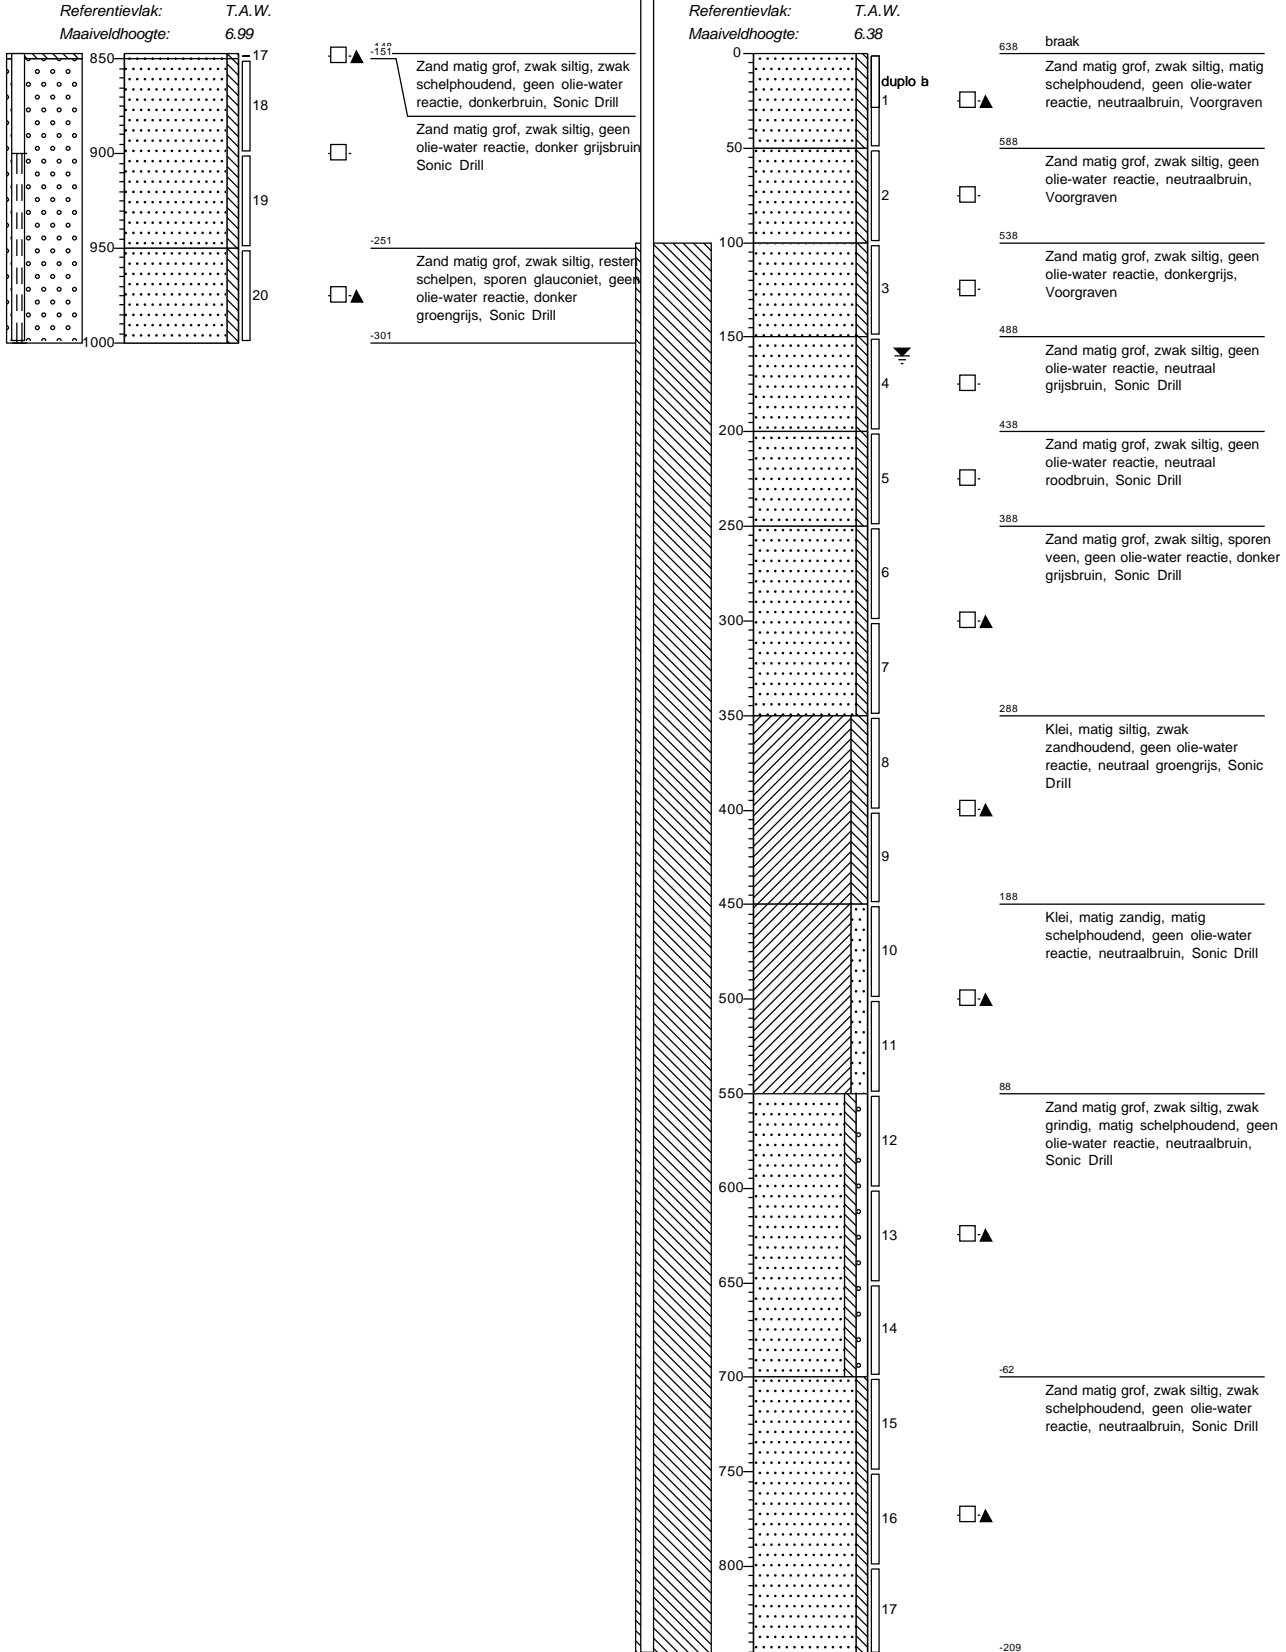 Referentievlak: T.A.W.
Maaiveldhoogte: 6.99
850
900
950
1000
17
18
19
20
-151
Zand matig grof, zwak siltig, zwak
schelphoudend, geen olie-water
reactie, donkerbruin, Sonic Drill
Zand matig grof, zwak siltig, geen
olie-water reactie, donker grijsbruin
Sonic Drill
-251
Zand matig grof, zwak siltig, resten
schelpen, sporen glauconiet, geen
olie-water reactie, donker
groengrijs, Sonic Drill
-301
Referentievlak: T.A.W.
Maaiveldhoogte: 6.38
0
50
100
150
200
250
300
350
400
450
500
550
600
650
700
750
800
duplo
1
2
3
4
5
6
7
8
9
10
11
12
13
14
15
16
17
638
braak
Zand matig grof, zwak siltig, matig
schelphoudend, geen olie-water
reactie, neutraalbruin, Voorgraven
588
Zand matig grof, zwak siltig, geen
olie-water reactie, neutraalbruin,
Voorgraven
538
Zand matig grof, zwak siltig, geen
olie-water reactie, donkergrijs,
Voorgraven
488
Zand matig grof, zwak siltig, geen
olie-water reactie, neutraal
grijsbruin, Sonic Drill
438
Zand matig grof, zwak siltig, geen
olie-water reactie, neutraal
roodbruin, Sonic Drill
388
Zand matig grof, zwak siltig, sporen
veen, geen olie-water reactie, donker
grijsbruin, Sonic Drill
288
Klei, matig siltig, zwak
zandhoudend, geen olie-water
reactie, neutraal groengrijs, Sonic
Drill
188
Klei, matig zandig, matig
schelphoudend, geen olie-water
reactie, neutraalbruin, Sonic Drill
88
Zand matig grof, zwak siltig, zwak
grindig, matig schelphoudend, geen
olie-water reactie, neutraalbruin,
Sonic Drill
-62
Zand matig grof, zwak siltig, zwak
schelphoudend, geen olie-water
reactie, neutraalbruin, Sonic Drill
-209